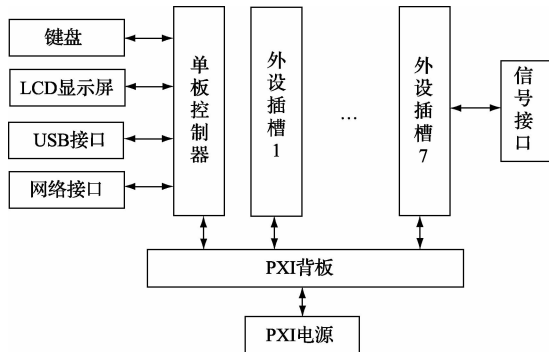 键盘
LCD显示屏
USB接口
网络接口
单板控制器
外设插槽1
…
外设插槽7
信号接口
PXI背板
PXI电源